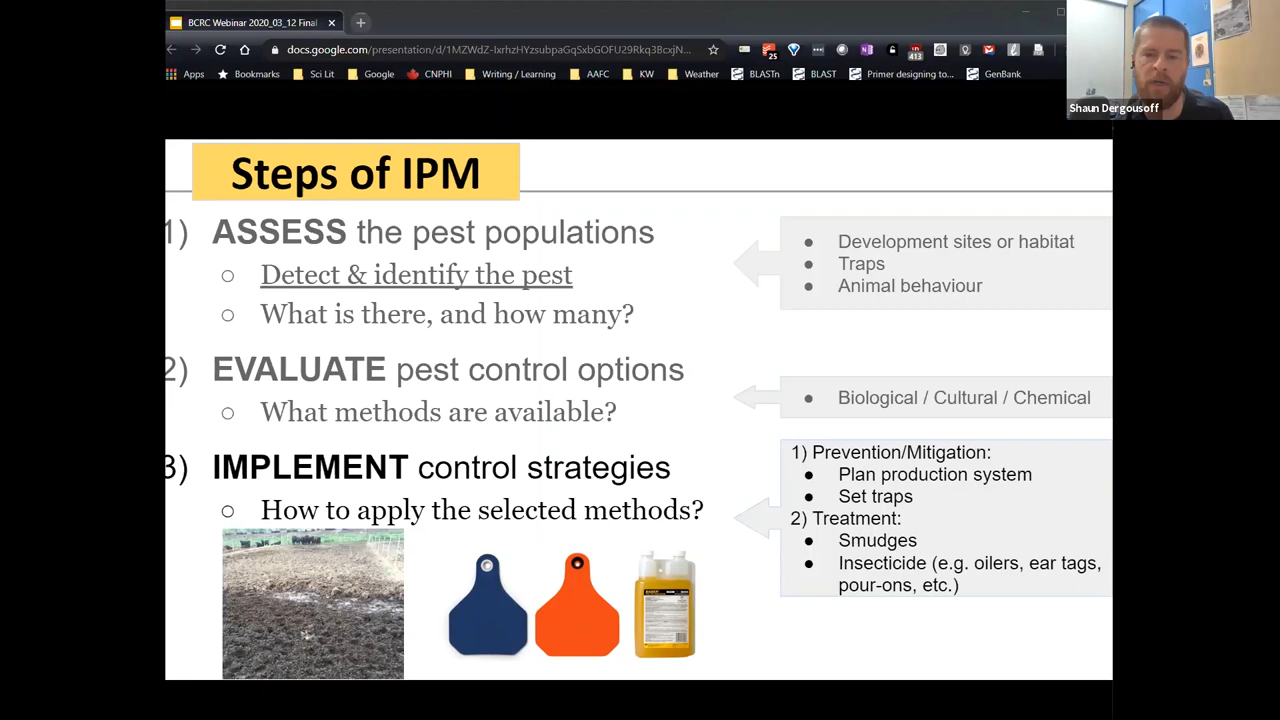 BCRC Webinar 2020_03_12 Final
docs.google.com/presentation/d/1MZWdZ-IxrhzHYzsubpaGqSxbGOFU29Rkq3BcxjN...
25
413
Apps
Bookmarks
Sci Lit
Google
CNPHI
Writing / Learning
AAFC
KW
Weather
BLASTn
BLAST
Primer designing to...
GenBank
Shaun Dergousoff
Steps of IPM
1) ASSESS the pest populations
○ Detect & identify the pest
○ What is there, and how many?
● Development sites or habitat
● Traps
● Animal behaviour
2) EVALUATE pest control options
○ What methods are available?
● Biological / Cultural / Chemical
3) IMPLEMENT control strategies
○ How to apply the selected methods?
1) Prevention/Mitigation:
● Plan production system
● Set traps
2) Treatment:
● Smudges
● Insecticide (e.g. oilers, ear tags,
pour-ons, etc.)